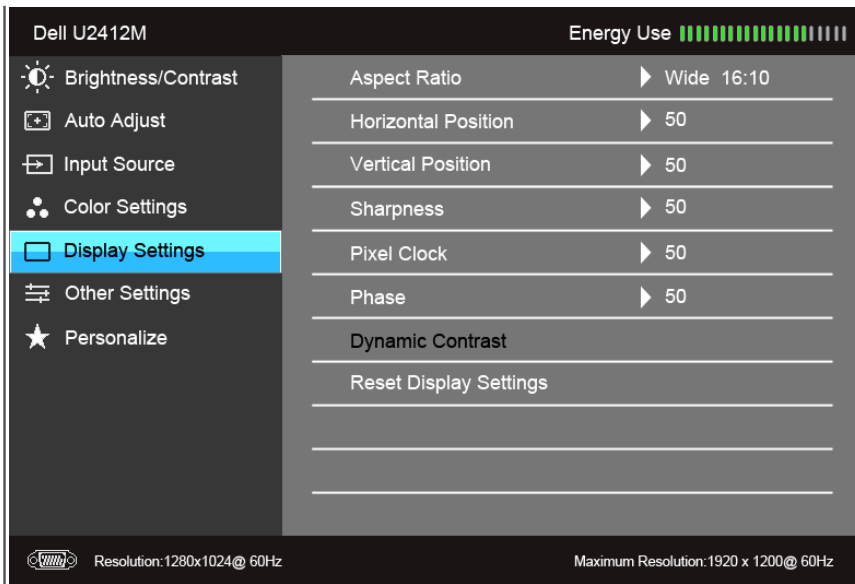 Dell U2412M Energy Use
Brightness/Contrast
Auto Adjust
Input Source
Color Settings
Display Settings
Other Settings
Personalize
Aspect Ratio Wide 16:10
Horizontal Position 50
Vertical Position 50
Sharpness 50
Pixel Clock 50
Phase 50
Dynamic Contrast
Reset Display Settings
Resolution:1280x1024@ 60Hz Maximum Resolution:1920 x 1200@ 60Hz